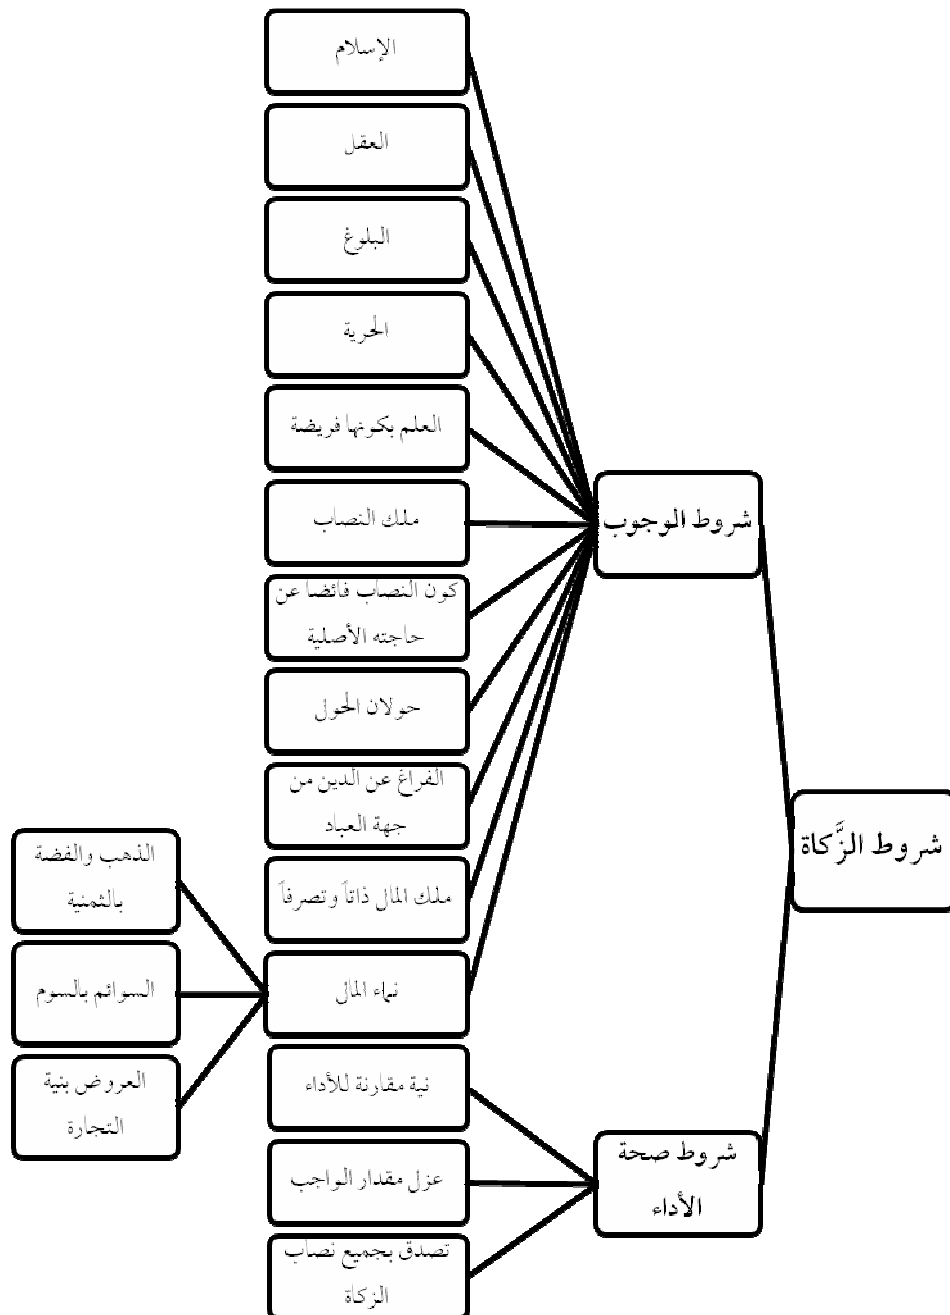 شروط الزَّكاة
شروط الوجوب
الإسلام
العقل
البلوغ
الحرية
العلم بكونها فريضة
ملك النصاب
كون النصاب فائضا عن
حاجته الأصلية
حولان الحول
الفراغ عن الدين من
جهة العباد
ملك المال ذاتاً وتصرفاً
نماء المال
الذهب والفضة
بالثمنية
السوائم بالسوم
العروض بنية
التجارة
شروط صحة
الأداء
نية مقارنة للأداء
عزل مقدار الواجب
تصدق بجميع نصاب
الزكاة